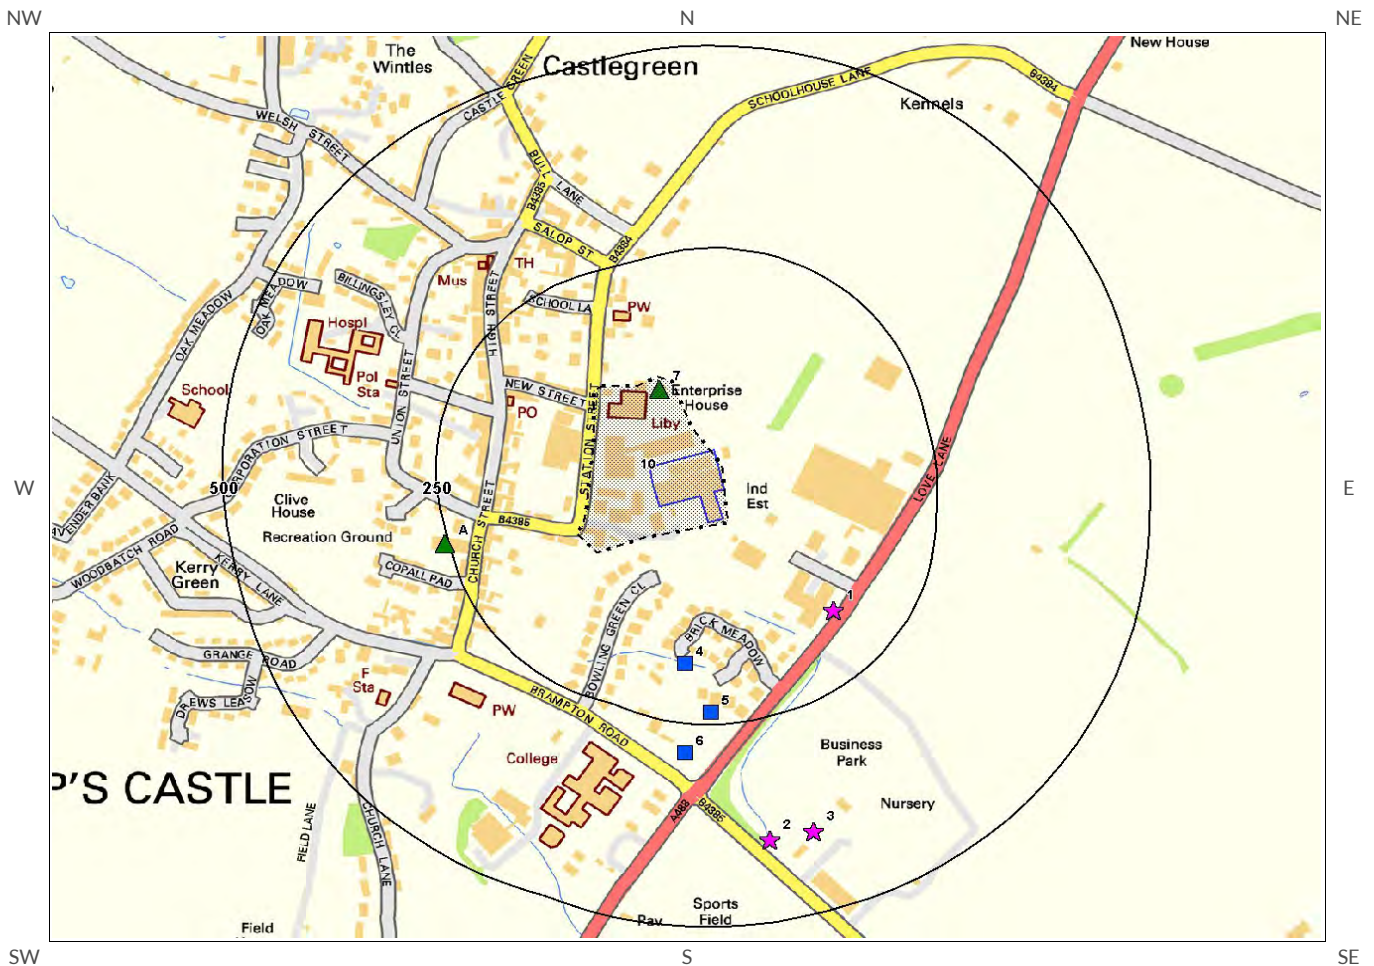 NW
N
NE
New House
The
Wintles
Castlegreen
CASTLE GREEN
SCHOOLHOUSE LANE
B4384
Kennels
WELSH STREET
BULL LANE
B4385
SALOP ST
B4384
TH
Mus
OAK MEADOW
OAK MEADOW
BILLINGSLEY CL
HIGH STREET
SCHOOL LA
PW
Hospl
Pol
Sta
School
UNION STREET
NEW STREET
PO
7
Enterprise
House
Liby
STATION STREET
CORPORATION STREET
LOVE LANE
10
W
500
250
E
Ind
Est
Clive
House
Recreation Ground
A
CHURCH STREET
B4385
WOODBATCH ROAD
Kerry
Green
KERRY LANE
COPALL PAD
BOWLING GREEN CL
BRICK MEADOW
1
4
5
6
GRANGE ROAD
F
Sta
DREWS LEASOW
PW
BRAMPTON ROAD
College
Business
Park
Nursery
P'S CASTLE
A488
B4385
2
3
FIELD LANE
CHURCH LANE
Sports
Field
Pav
Field
SW
S
SE